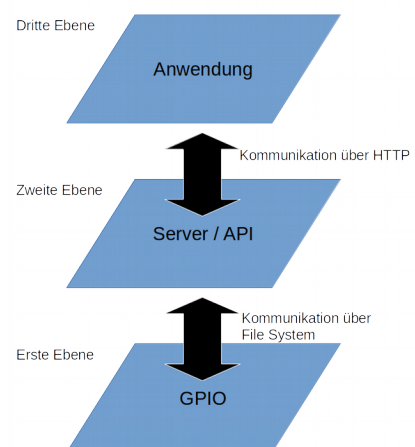 Dritte Ebene
Anwendung
Kommunikation über HTTP
Zweite Ebene
Server / API
Kommunikation über
File System
Erste Ebene
GPIO